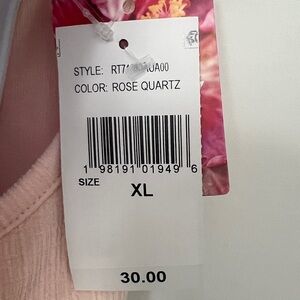 STYLE:
COLOR: ROSE QUARTZ
1 98191 01949 6
SIZE
XL
30.00